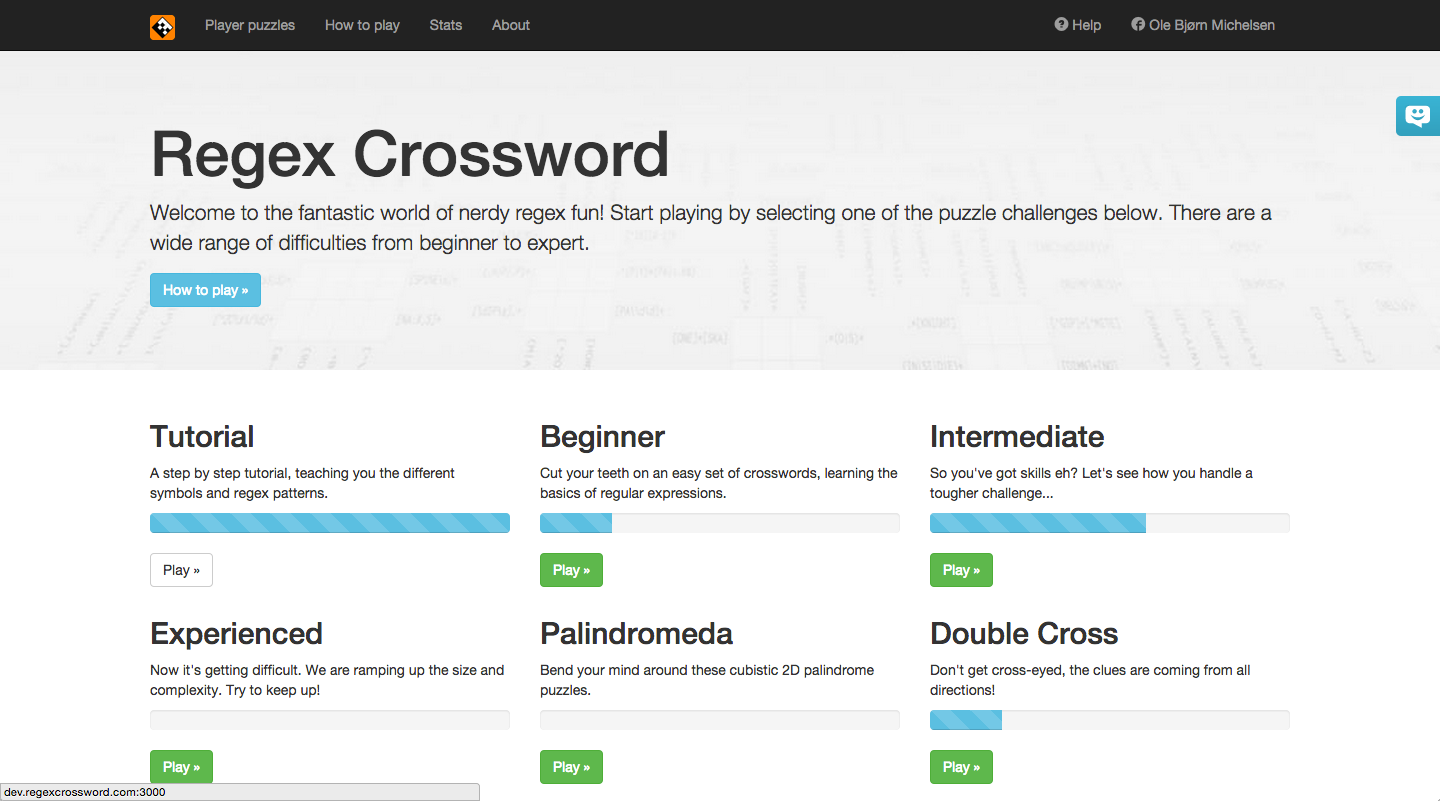 Player puzzles How to play Stats About Help Ole Bjørn Michelsen
Regex Crossword
Welcome to the fantastic world of nerdy regex fun! Start playing by selecting one of the puzzle challenges below. There are a
wide range of difficulties from beginner to expert.
How to play »
Tutorial
A step by step tutorial, teaching you the different
symbols and regex patterns.
Play »
Beginner
Cut your teeth on an easy set of crosswords, learning the
basics of regular expressions.
Play »
Intermediate
So you've got skills eh? Let's see how you handle a
tougher challenge...
Play »
Experienced
Now it's getting difficult. We are ramping up the size and
complexity. Try to keep up!
Play »
Palindromeda
Bend your mind around these cubistic 2D palindrome
puzzles.
Play »
Double Cross
Don't get cross-eyed, the clues are coming from all
directions!
Play »
dev.regexcrossword.com:3000